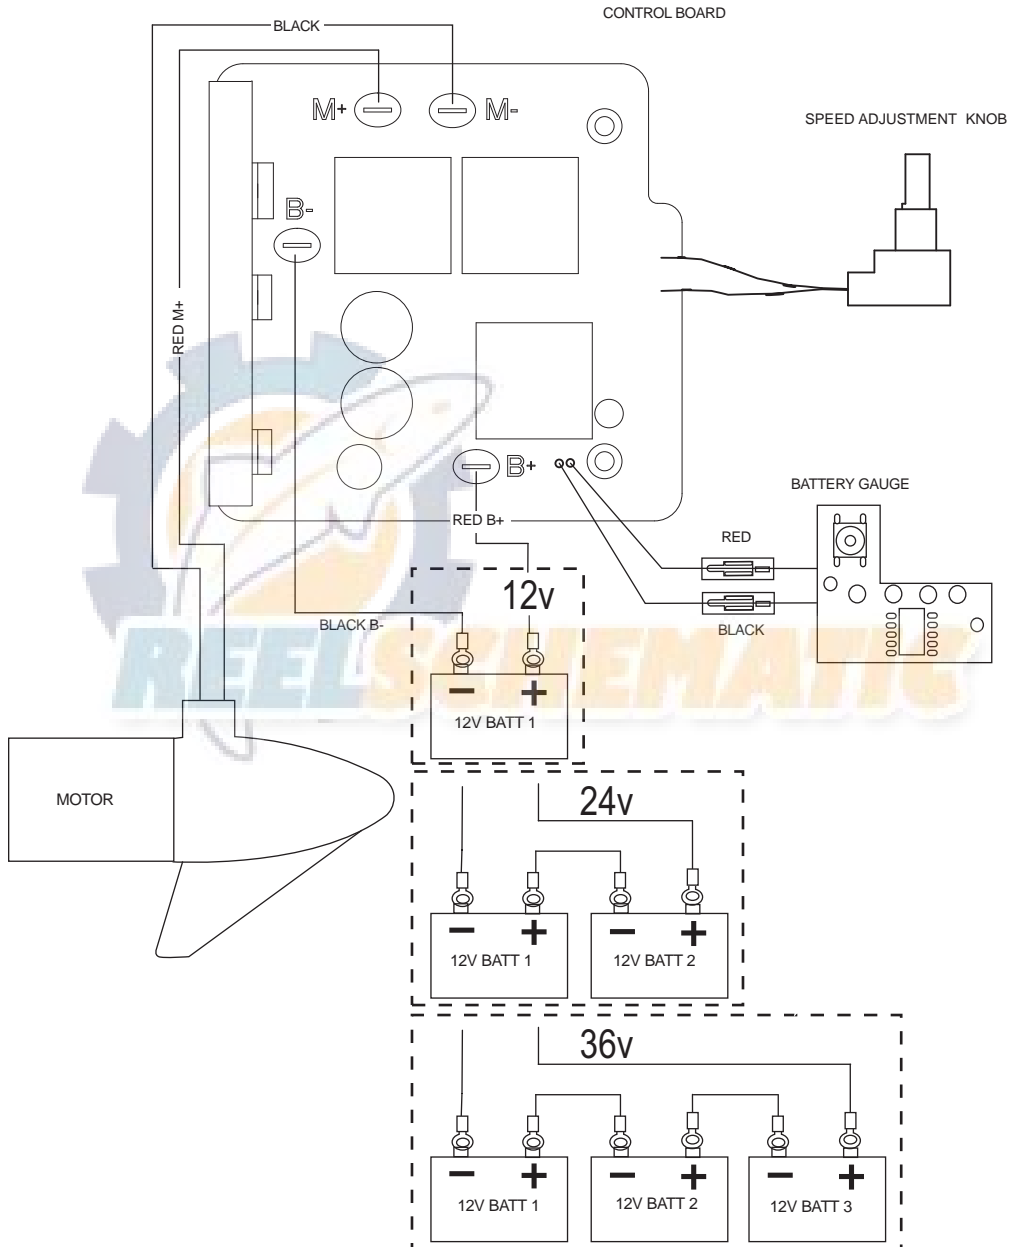 CONTROL BOARD
BLACK
M+
M-
SPEED ADJUSTMENT KNOB
B-
RED M+
B+
BATTERY GAUGE
RED B+
RED
12v
BLACK B-
BLACK
REELSCHEMATIC
- +
12V BATT 1
MOTOR
24v
- + - +
12V BATT 1
12V BATT 2
36v
- + - + - +
12V BATT 1
12V BATT 2
12V BATT 3